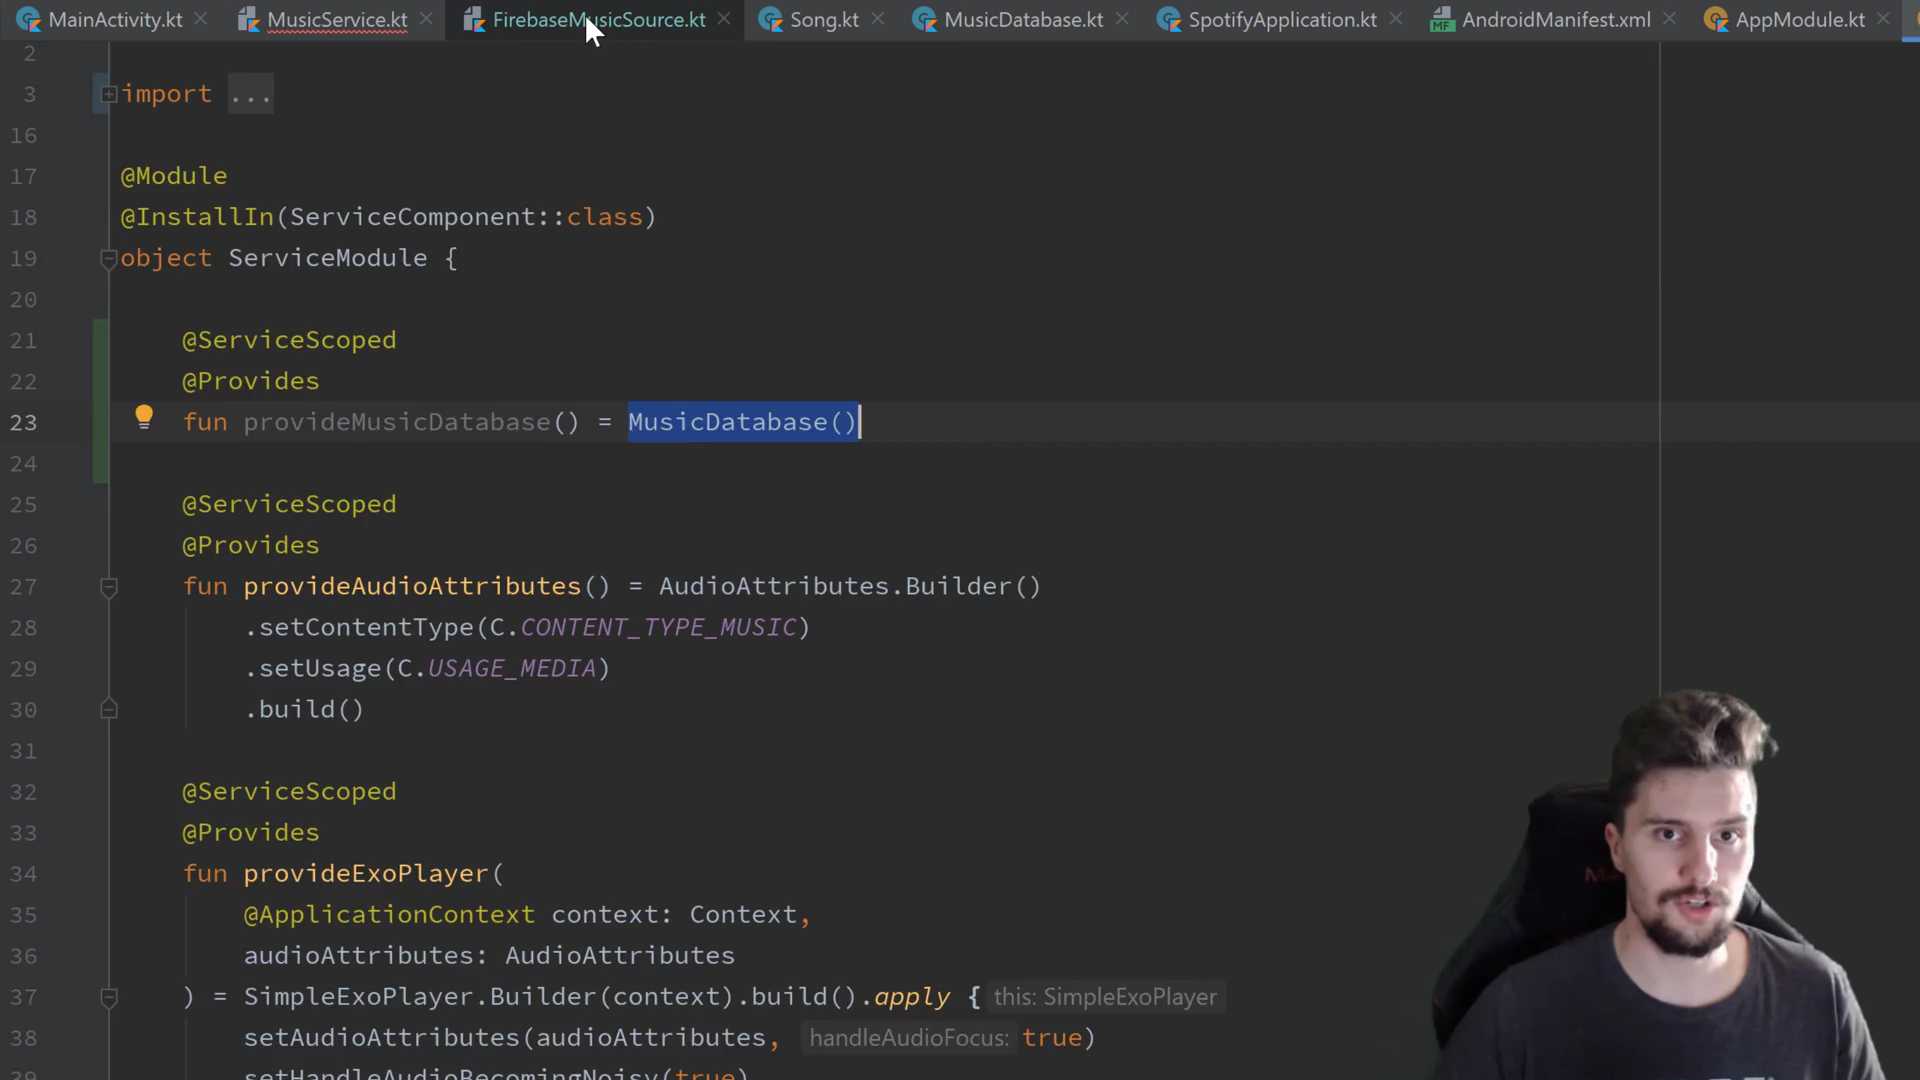 MainActivity.kt MusicService.kt FirebaseMusicSource.kt Song.kt MusicDatabase.kt SpotifyApplication.kt MF AndroidManifest.xml AppModule.kt
2
3 import ...
16
17 @Module
18 @InstallIn(ServiceComponent::class)
19 object ServiceModule {
20
21 @ServiceScoped
22 @Provides
23 fun provideMusicDatabase() = MusicDatabase()
24
25 @ServiceScoped
26 @Provides
27 fun provideAudioAttributes() = AudioAttributes.Builder()
28 .setContentType(C.CONTENT_TYPE_MUSIC)
29 .setUsage(C.USAGE_MEDIA)
30 .build()
31
32 @ServiceScoped
33 @Provides
34 fun provideExoPlayer(
35 @ApplicationContext context: Context,
36 audioAttributes: AudioAttributes
37 ) = SimpleExoPlayer.Builder(context).build().apply { this: SimpleExoPlayer
38 setAudioAttributes(audioAttributes, handleAudioFocus: true)
39 setHandleAudioBecomingNoisy(true)